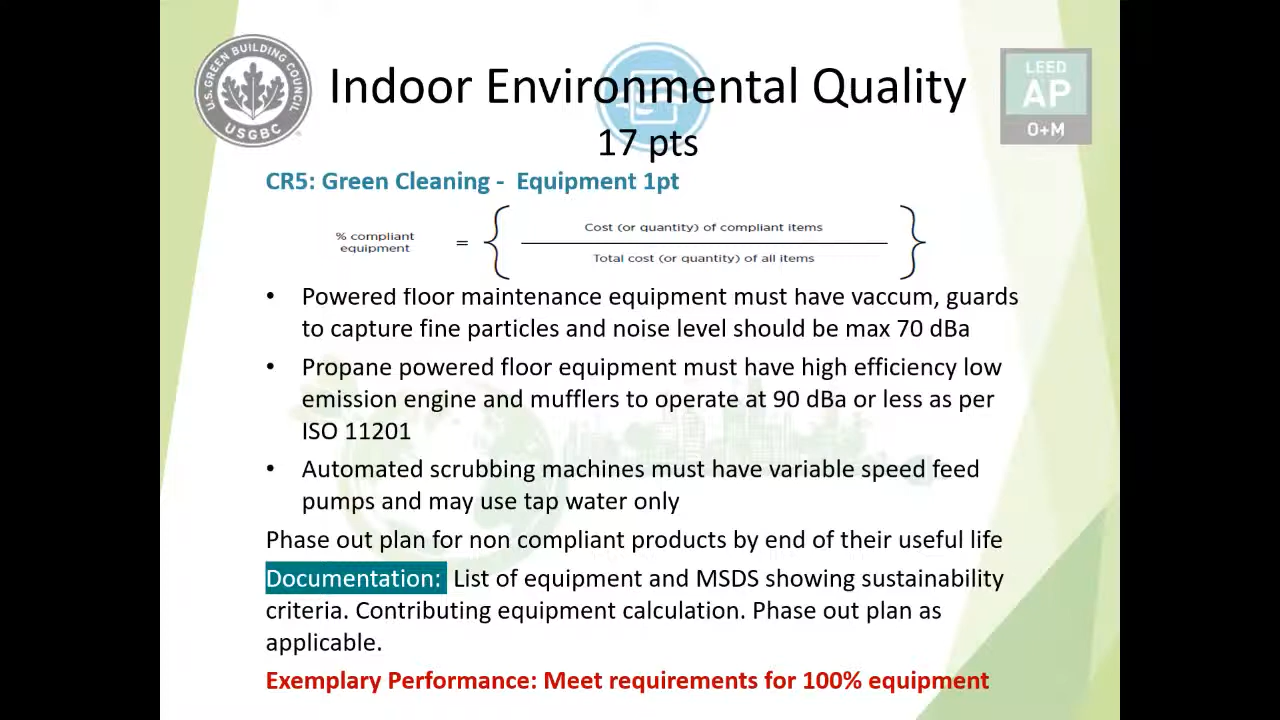 U.S. GREEN BUILDING COUNCIL
USGBC
Indoor Environmental Quality
17 pts
LEED
AP
O+M
CR5: Green Cleaning - Equipment 1pt
% compliant
equipment
=
Cost (or quantity) of compliant items
Total cost (or quantity) of all items
• Powered floor maintenance equipment must have vaccum, guards
to capture fine particles and noise level should be max 70 dBa
• Propane powered floor equipment must have high efficiency low
emission engine and mufflers to operate at 90 dBa or less as per
ISO 11201
• Automated scrubbing machines must have variable speed feed
pumps and may use tap water only
Phase out plan for non compliant products by end of their useful life
Documentation: List of equipment and MSDS showing sustainability
criteria. Contributing equipment calculation. Phase out plan as
applicable.
Exemplary Performance: Meet requirements for 100% equipment